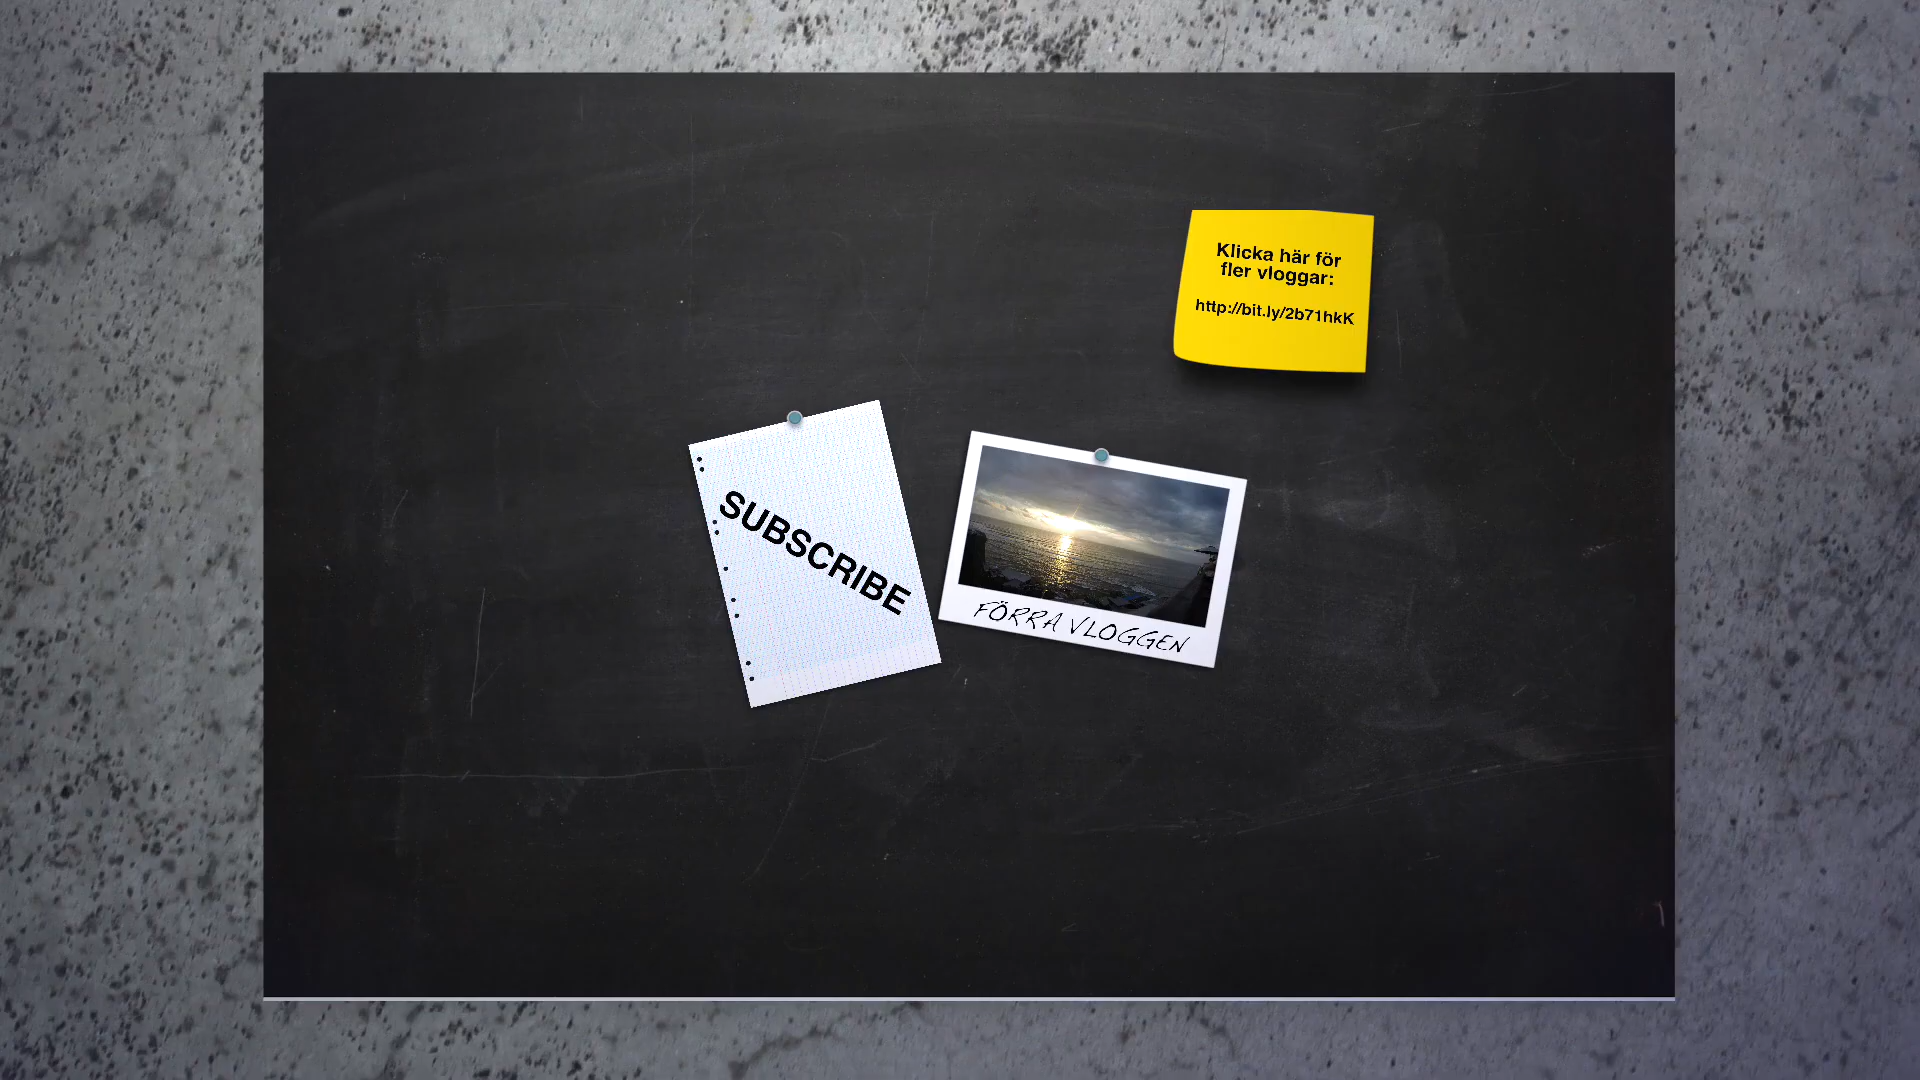 Klicka här för
fler vloggar:
http://bit.ly/2b71hkK
SUBSCRIBE
FÖRRA VLOGGEN